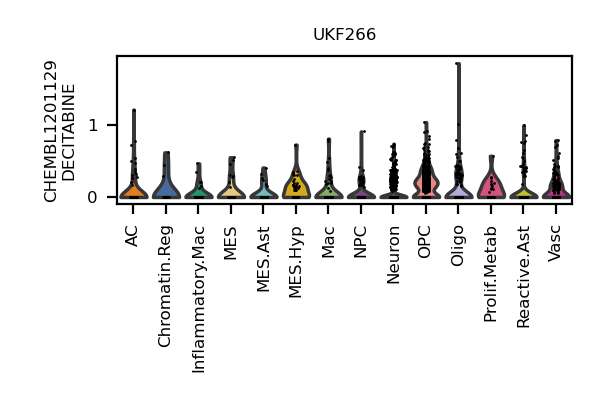 UKF266
CHEMBL1201129
DECITABINE
1
0
AC
Chromatin.Reg
Inflammatory.Mac
MES
MES.Ast
MES.Hyp
Mac
NPC
Neuron
OPC
Oligo
Prolif.Metab
Reactive.Ast
Vasc